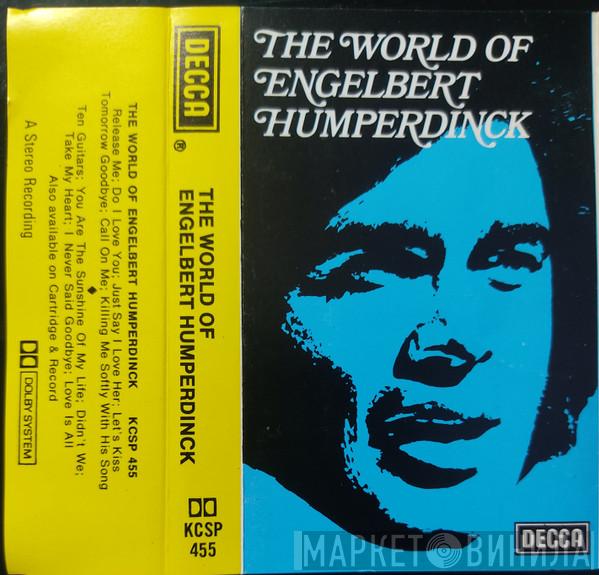 THE WORLD OF
ENGELBERT
HUMPERDINCK
DECCA
DECCA
®
THE WORLD OF
ENGELBERT HUMPERDINCK
KCSP
455
THE WORLD OF ENGELBERT HUMPERDINCK KCSP 455
Release Me; Do I Love You; Just Say I Love Her; Let's Kiss
Tomorrow Goodbye; Call On Me; Killing Me Softly With His Song
Ten Guitars; You Are The Sunshine Of My Life; Didn't We;
Take My Heart; I Never Said Goodbye; Love Is All
Also available on Cartridge & Record
A Stereo Recording
DOLBY SYSTEM
МАРКЕТ ВИНИЛА